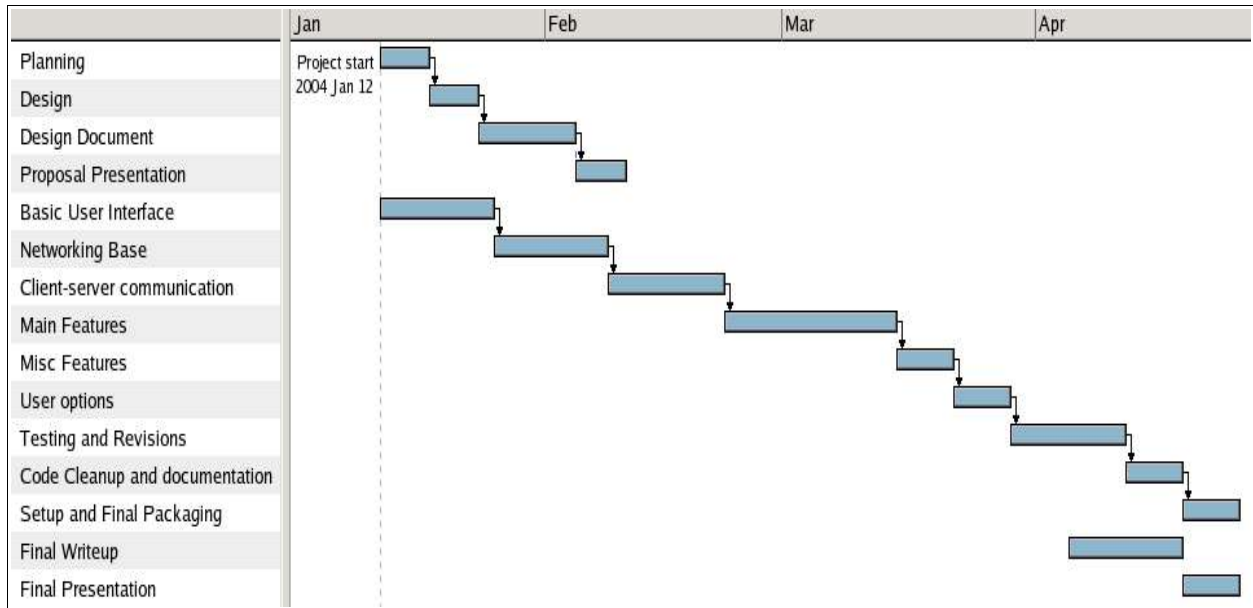 Jan Feb Mar Apr
Project start
2004 Jan 12
Planning
Design
Design Document
Proposal Presentation
Basic User Interface
Networking Base
Client-server communication
Main Features
Misc Features
User options
Testing and Revisions
Code Cleanup and documentation
Setup and Final Packaging
Final Writeup
Final Presentation